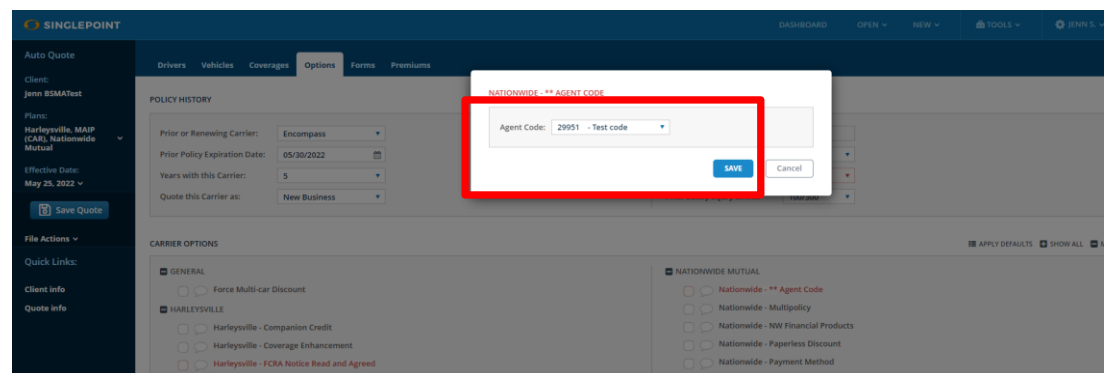 SINGLEPOINT
DASHBOARD OPEN NEW TOOLS JENN S.
Auto Quote
Client:
Jenn BSMATest
Plans:
Harleysville, MAIP
(CAR), Nationwide
Mutual
Effective Date:
May 25, 2022
Save Quote
File Actions
Quick Links:
Client info
Quote info
Drivers Vehicles Coverages Options Forms Premiums
POLICY HISTORY
Prior or Renewing Carrier: Encompass
Prior Policy Expiration Date: 05/30/2022
Years with this Carrier: 5
Quote this Carrier as: New Business
NATIONWIDE - ** AGENT CODE
Agent Code: 29951 - Test code
SAVE Cancel
100/300
CARRIER OPTIONS
APPLY DEFAULTS SHOW ALL
GENERAL
Force Multi-car Discount
HARLEYSVILLE
Harleysville - Companion Credit
Harleysville - Coverage Enhancement
Harleysville - FCRA Notice Read and Agreed
NATIONWIDE MUTUAL
Nationwide - ** Agent Code
Nationwide - Multipolicy
Nationwide - NW Financial Products
Nationwide - Paperless Discount
Nationwide - Payment Method